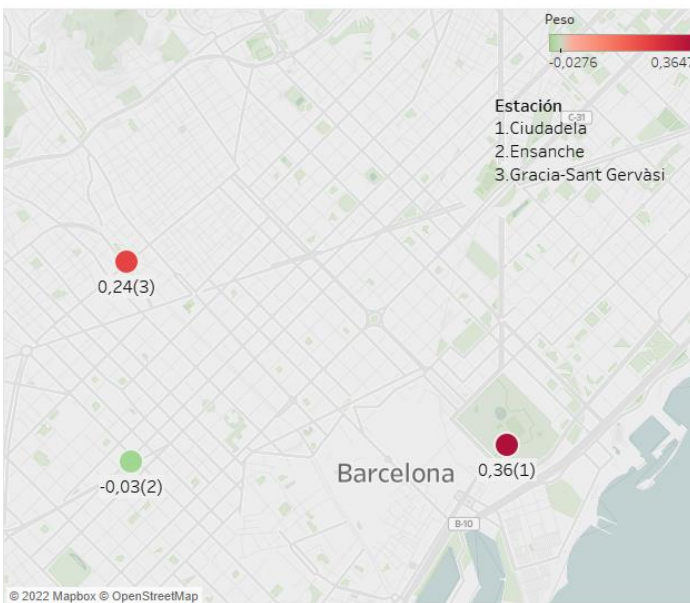 Peso
-0,0276 0,3647
Estación
C-31
1.Ciudadela
2.Ensanche
3.Gracia-Sant Gervàsi
0,24(3)
-0,03(2)
Barcelona
0,36(1)
B-10
© 2022 Mapbox © OpenStreetMap